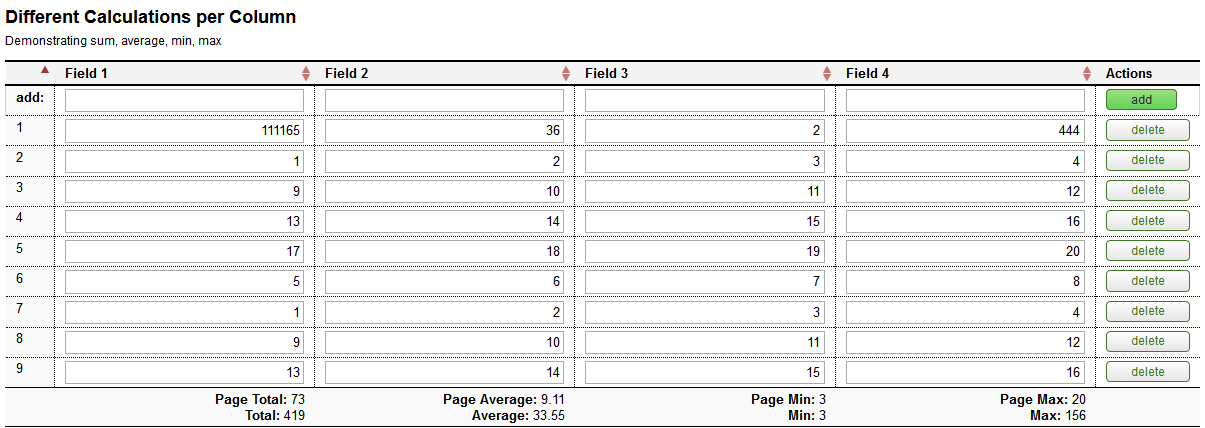 Different Calculations per Column
Demonstrating sum, average, min, max
Field 1 Field 2 Field 3 Field 4 Actions
add: add
1 111165 36 2 444 delete
2 1 2 3 4 delete
3 9 10 11 12 delete
4 13 14 15 16 delete
5 17 18 19 20 delete
6 5 6 7 8 delete
7 1 2 3 4 delete
8 9 10 11 12 delete
9 13 14 15 16 delete
Page Total: 73 Page Average: 9.11 Page Min: 3 Page Max: 20
Total: 419 Average: 33.55 Min: 3 Max: 156